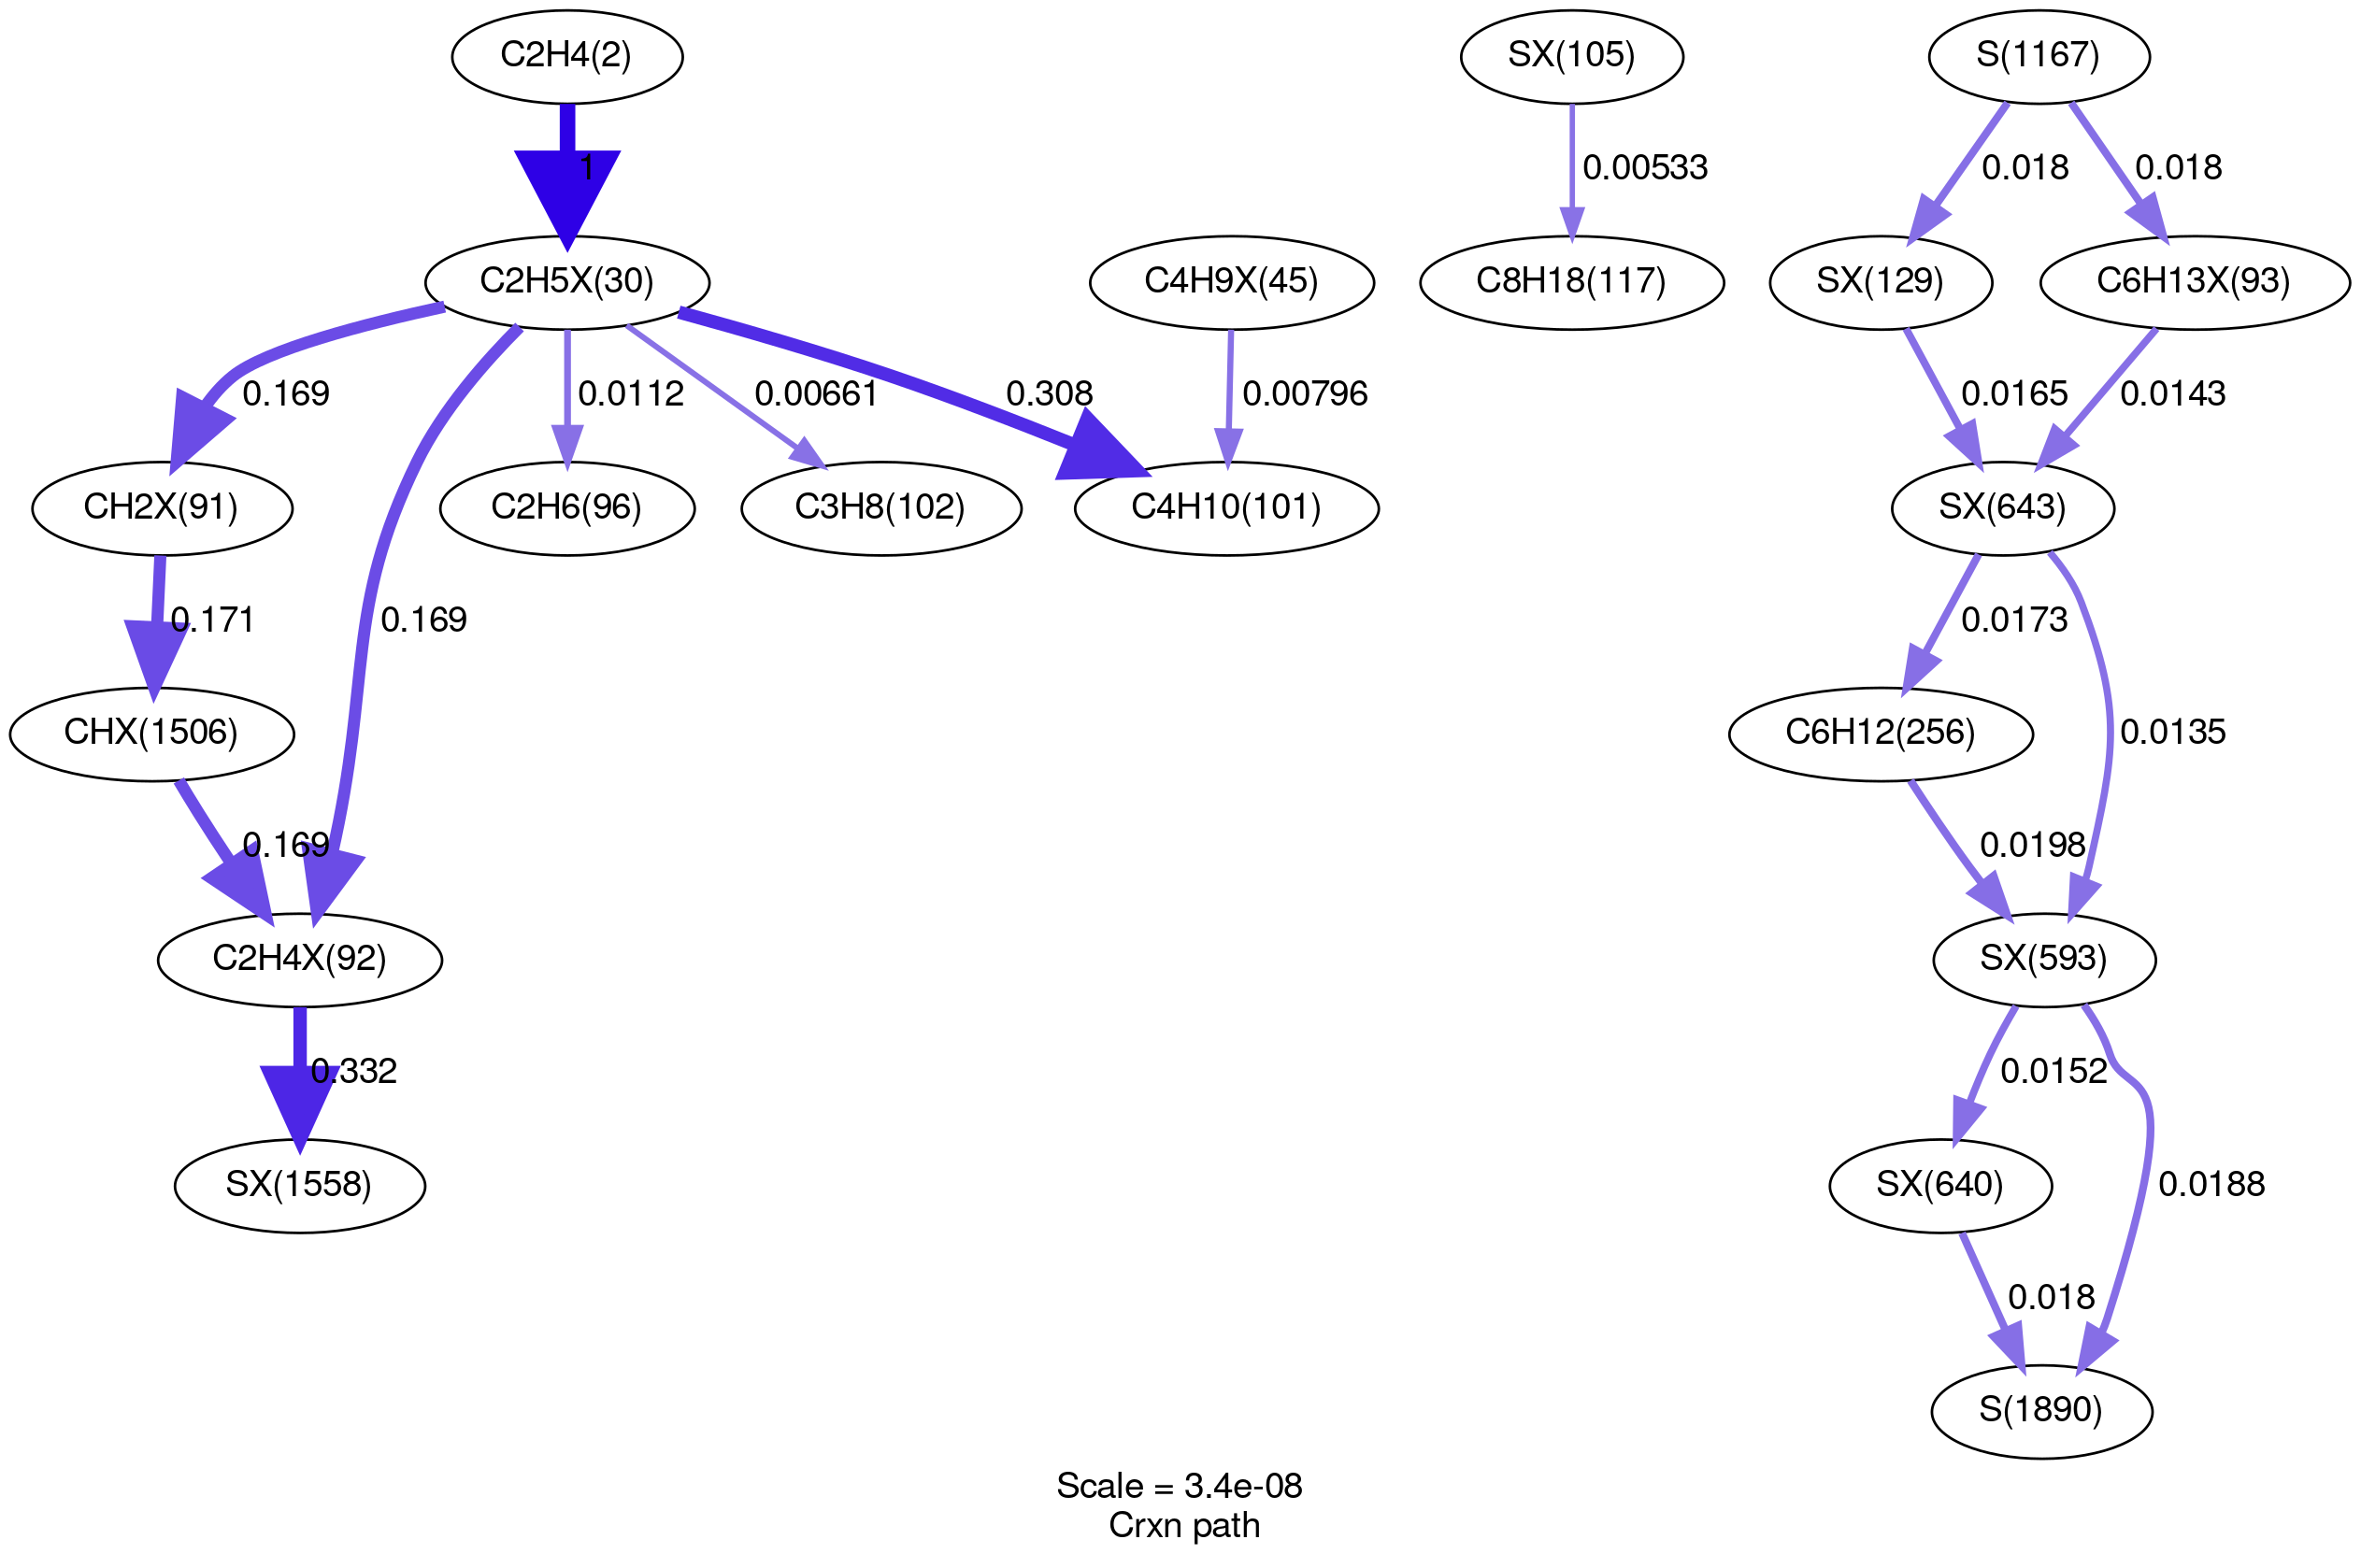 C2H4(2)
SX(105)
S(1167)
1
0.00533
0.018
0.018
C2H5X(30)
C4H9X(45)
C8H18(117)
SX(129)
C6H13X(93)
0.169
0.0112
0.00661
0.308
0.00796
0.0165
0.0143
CH2X(91)
C2H6(96)
C3H8(102)
C4H10(101)
SX(643)
0.171
0.169
0.0173
CHX(1506)
C6H12(256)
0.0135
0.169
0.0198
C2H4X(92)
SX(593)
0.332
0.0152
SX(1558)
SX(640)
0.0188
0.018
S(1890)
Scale = 3.4e-08
Crxn path